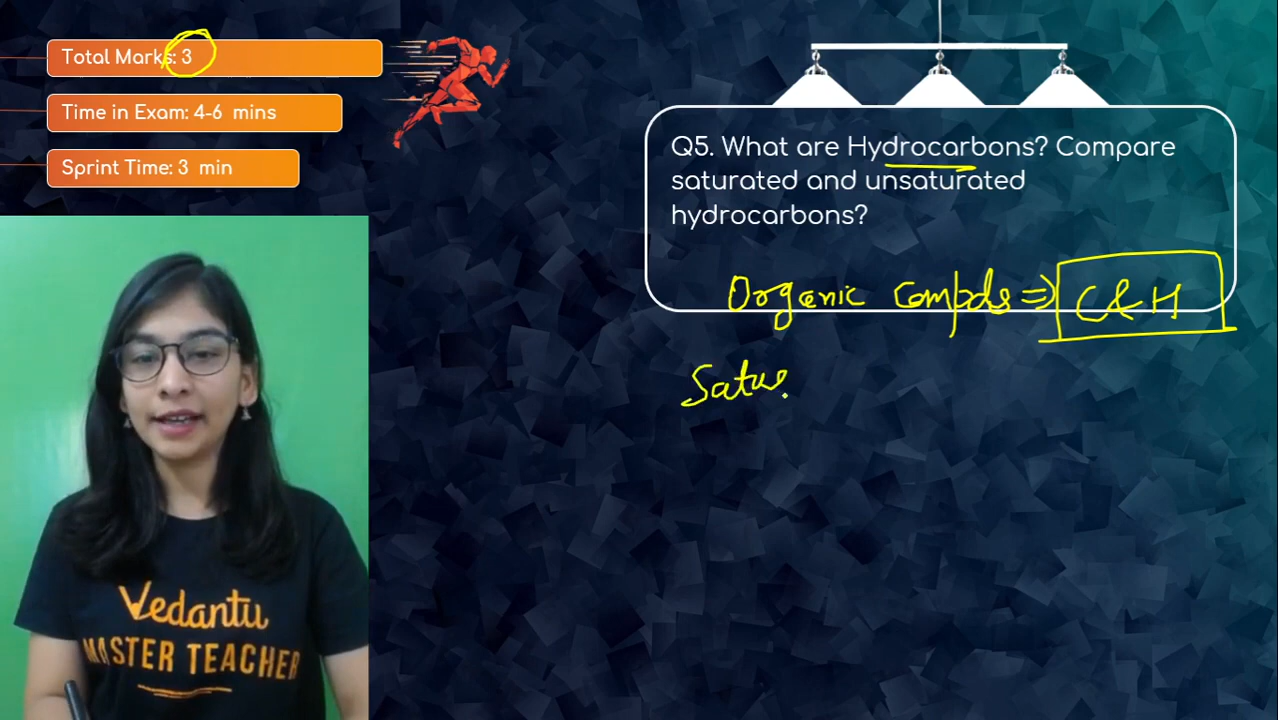 Total Marks: 3
Time in Exam: 4-6 mins
Sprint Time: 3 min
Q5. What are Hydrocarbons? Compare
saturated and unsaturated
hydrocarbons?
Organic compds => C & H
Satur
Vedantu
MASTER TEACHER